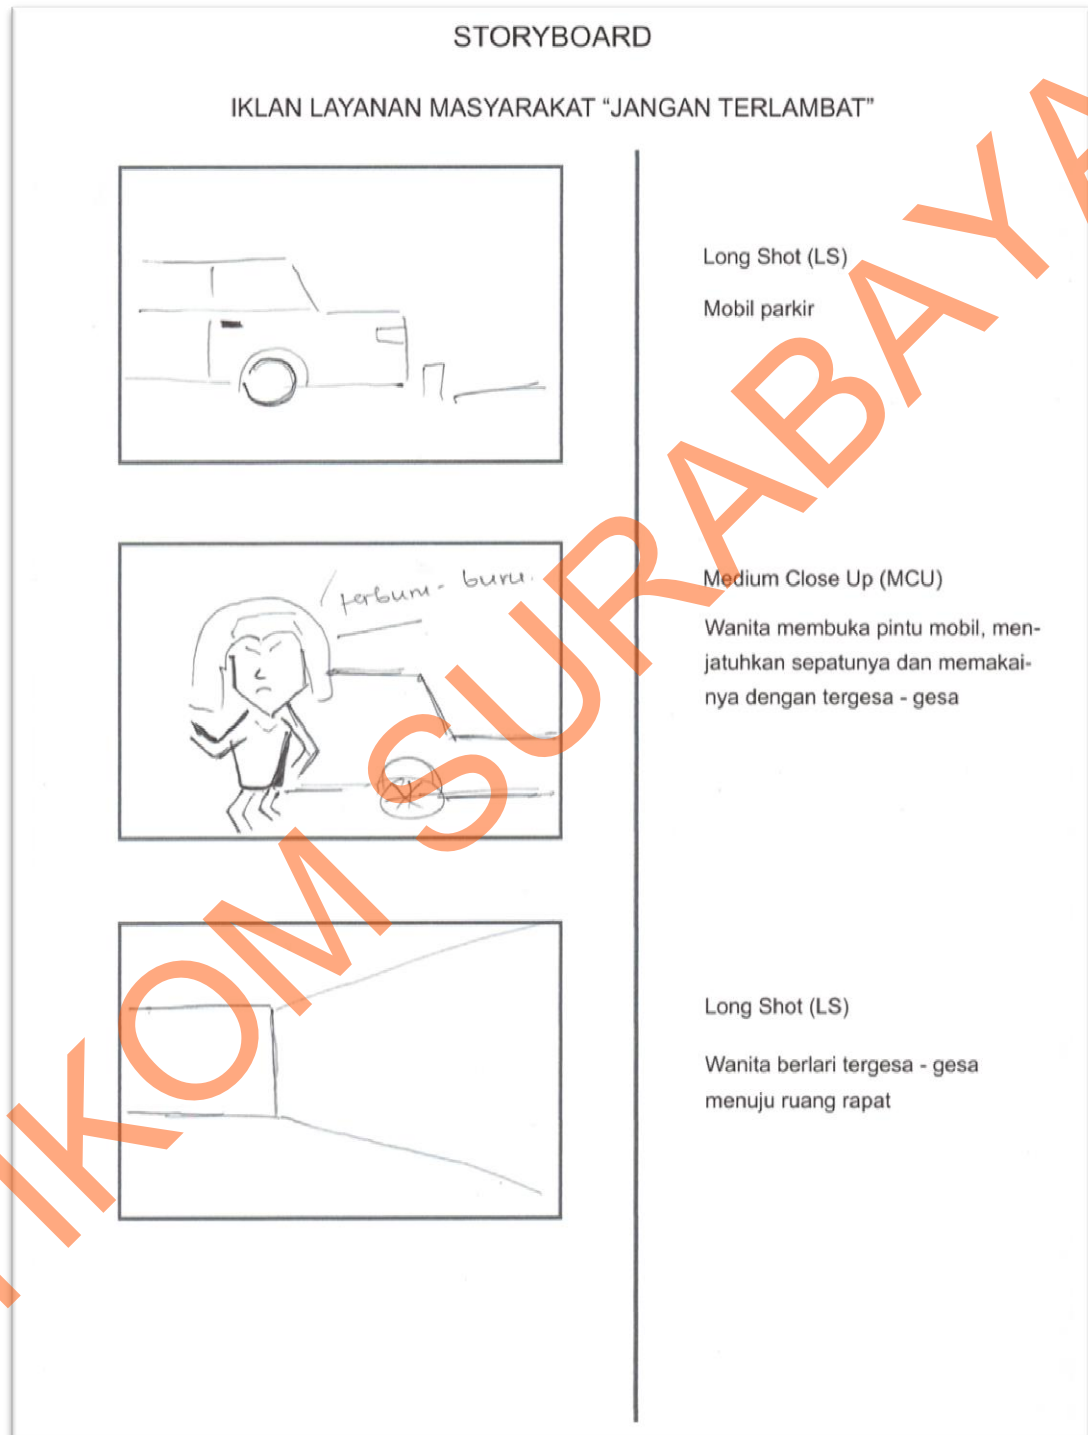 STORYBOARD
IKLAN LAYANAN MASYARAKAT “JANGAN TERLAMBAT”
Long Shot (LS)
Mobil parkir
terburu - buru.
Medium Close Up (MCU)
Wanita membuka pintu mobil, men-
jatuhkan sepatunya dan memakai-
nya dengan tergesa - gesa
Long Shot (LS)
Wanita berlari tergesa - gesa
menuju ruang rapat
IKOM SURABAYA